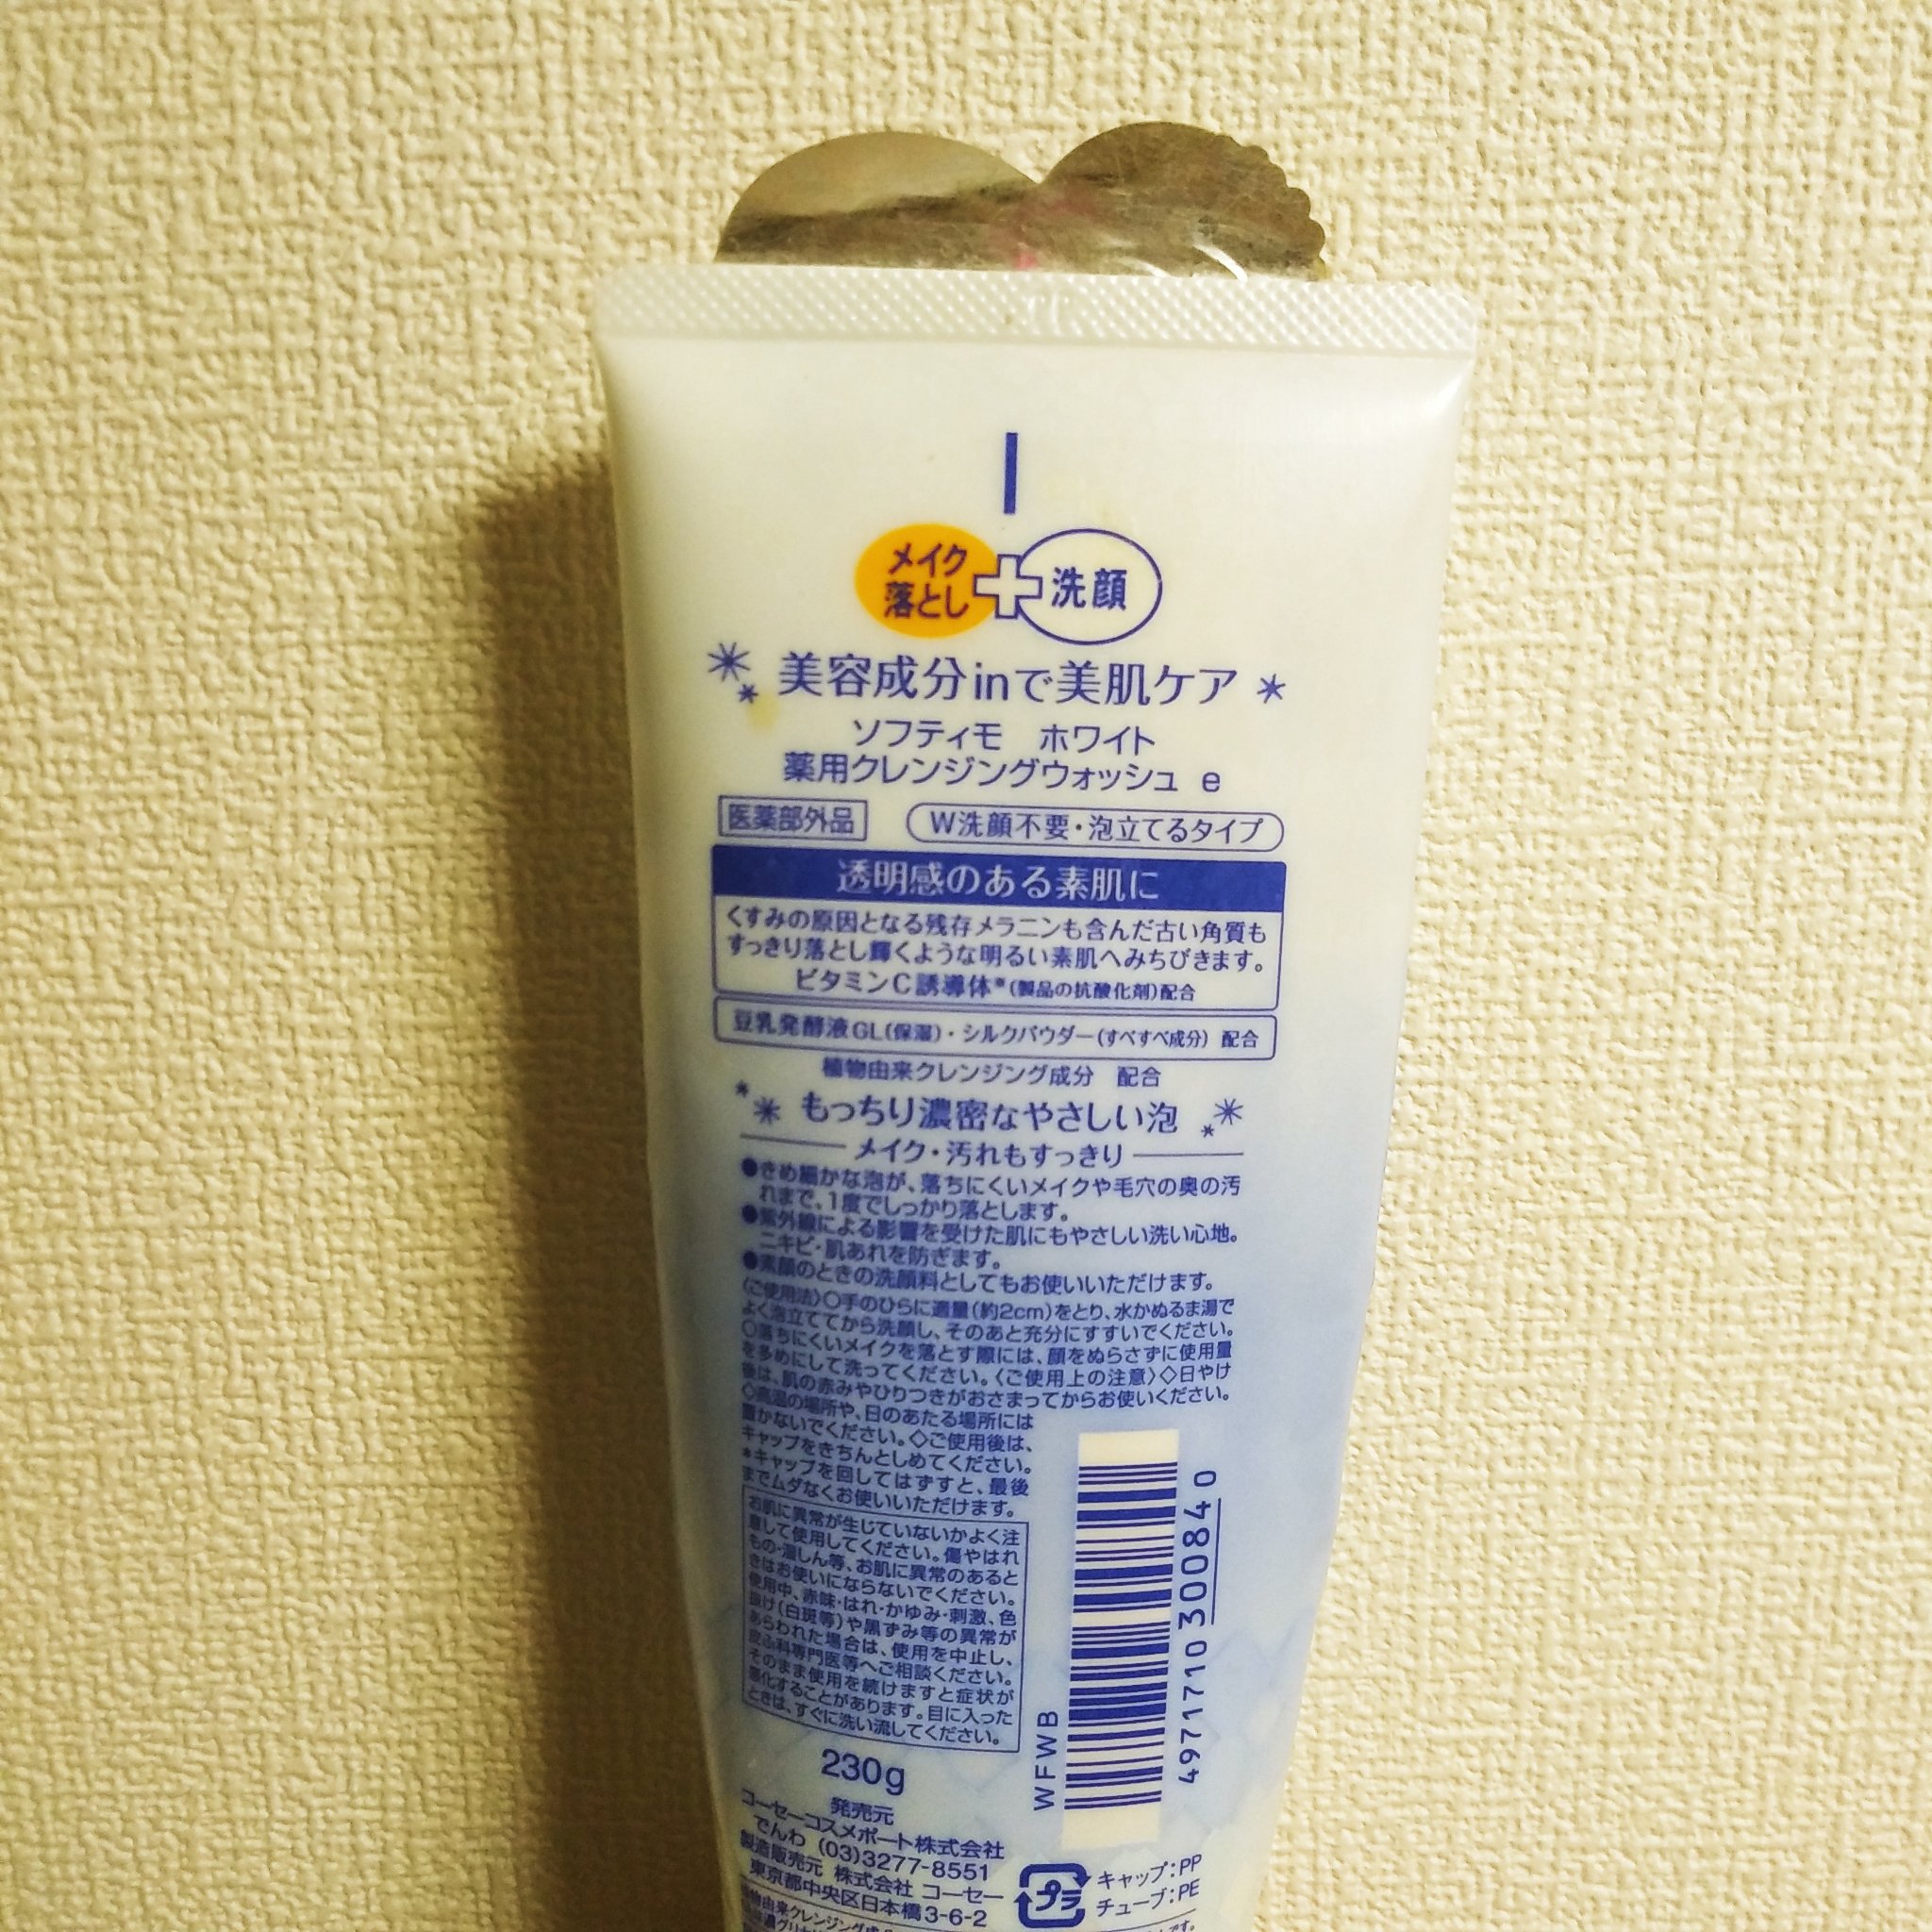 メイク
落とし
洗顔
美容成分inで美肌ケア
ソフティモ ホワイト
薬用クレンジングウォッシュ e
医薬部外品
W洗顔不要・泡立てるタイプ
透明感のある素肌に
くすみの原因となる残存メラニンも含んだ古い角質も
すっきり落とし輝くような明るい素肌へみちびきます。
ビタミンC誘導体*(製品の抗酸化剤)配合
豆乳発酵液GL(保湿)・シルクパウダー(すべすべ成分) 配合
植物由来クレンジング成分 配合
もっちり濃密なやさしい泡
メイク・汚れもすっきり
●きめ細かな泡が、落ちにくいメイクや毛穴の奥の汚
れまで、1度でしっかり落とします。
●紫外線による影響を受けた肌にもやさしい洗い心地。
ニキビ・肌あれを防ぎます。
●素顔のときの洗顔料としてもお使いいただけます。
〈ご使用法〉○手のひらに適量(約2cm)をとり、水かぬるま湯で
よく泡立ててから洗顔し、そのあと充分にすすいでください。
○落ちにくいメイクを落とす際には、顔をぬらさずに使用量
を多めにして洗ってください。〈ご使用上の注意〉◇日やけ
後は、肌の赤みやひりつきがおさまってからお使いください。
◇高温の場所や、日のあたる場所には
置かないでください。◇ご使用後は、
キャップをきちんとしめてください。
*キャップを回してはずすと、最後
までムダなくお使いいただけます。
お肌に異常が生じていないかよく注
意して使用してください。傷やはれ
もの・湿しん等、お肌に異常のあると
きはお使いにならないでください。
使用中、赤味・はれ・かゆみ・刺激、色
抜け(白斑等)や黒ずみ等の異常が
あらわれた場合は、使用を中止し、
皮ふ科専門医等へご相談ください。
そのまま使用を続けますと症状が
悪化することがあります。目に入った
ときは、すぐに洗い流してください。
WFWB
4971710300840
230g
発売元
コーセーコスメポート株式会社
でんわ (03)3277-8551
製造販売元 株式会社 コーセー
東京都中央区日本橋3-6-2
プラ
キャップ:PP
チューブ:PE
植物由来クレンジング成